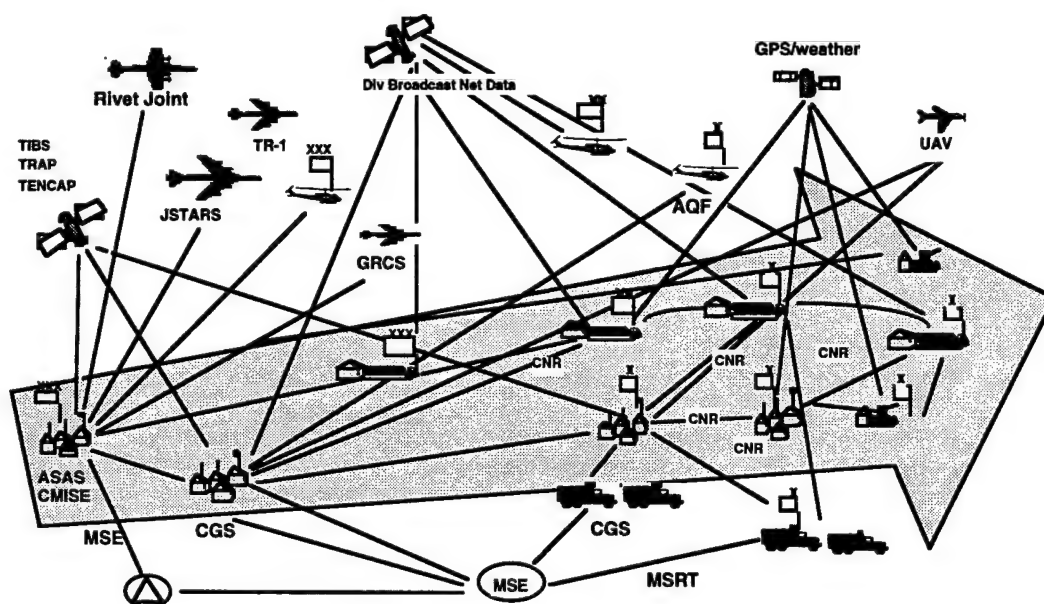 GPS/weather
Rivet Joint
Div Broadcast Net Data
XX
TR-1
X
UAV
TIBS
TRAP
TENCAP
XXX
JSTARS
AQF
GRCS
X
X
XXX
CNR
CNR
CNR
X
X
X
CNR
CNR
ASAS
CMISE
MSE
CGS
CGS
X
MSE
MSRT